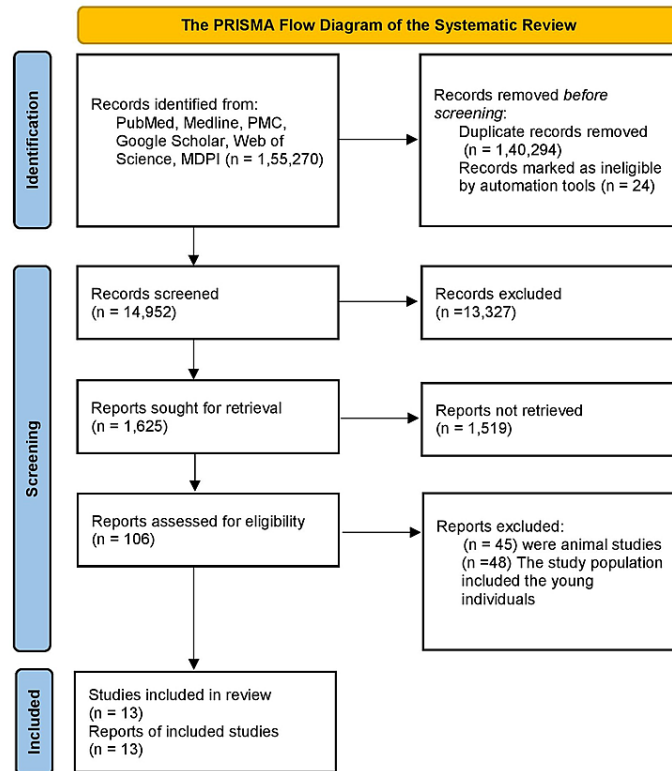 The PRISMA Flow Diagram of the Systematic Review
Identification
Records identified from:
PubMed, Medline, PMC,
Google Scholar, Web of
Science, MDPI (n = 1,55,270)
Records removed before
screening:
Duplicate records removed
(n = 1,40,294)
Records marked as ineligible
by automation tools (n = 24)
Screening
Records screened
(n = 14,952)
Records excluded
(n =13,327)
Reports sought for retrieval
(n = 1,625)
Reports not retrieved
(n = 1,519)
Reports assessed for eligibility
(n = 106)
Reports excluded:
(n = 45) were animal studies
(n =48) The study population
included the young
individuals
Included
Studies included in review
(n = 13)
Reports of included studies
(n = 13)